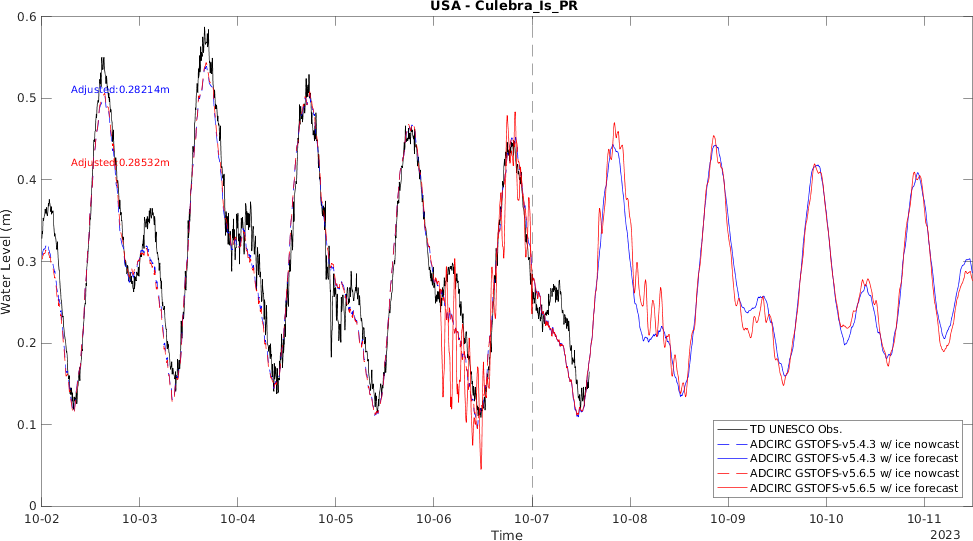 USA - Culebra_Is_PR
0.6
0.5
0.4
0.3
0.2
0.1
0
Water Level (m)
Adjusted:0.28214m
Adjusted:0.28532m
TD UNESCO Obs.
ADCIRC GSTOFS-v5.4.3 w/ ice nowcast
ADCIRC GSTOFS-v5.4.3 w/ ice forecast
ADCIRC GSTOFS-v5.6.5 w/ ice nowcast
ADCIRC GSTOFS-v5.6.5 w/ ice forecast
10-02 10-03 10-04 10-05 10-06 10-07 10-08 10-09 10-10 10-11
Time
2023